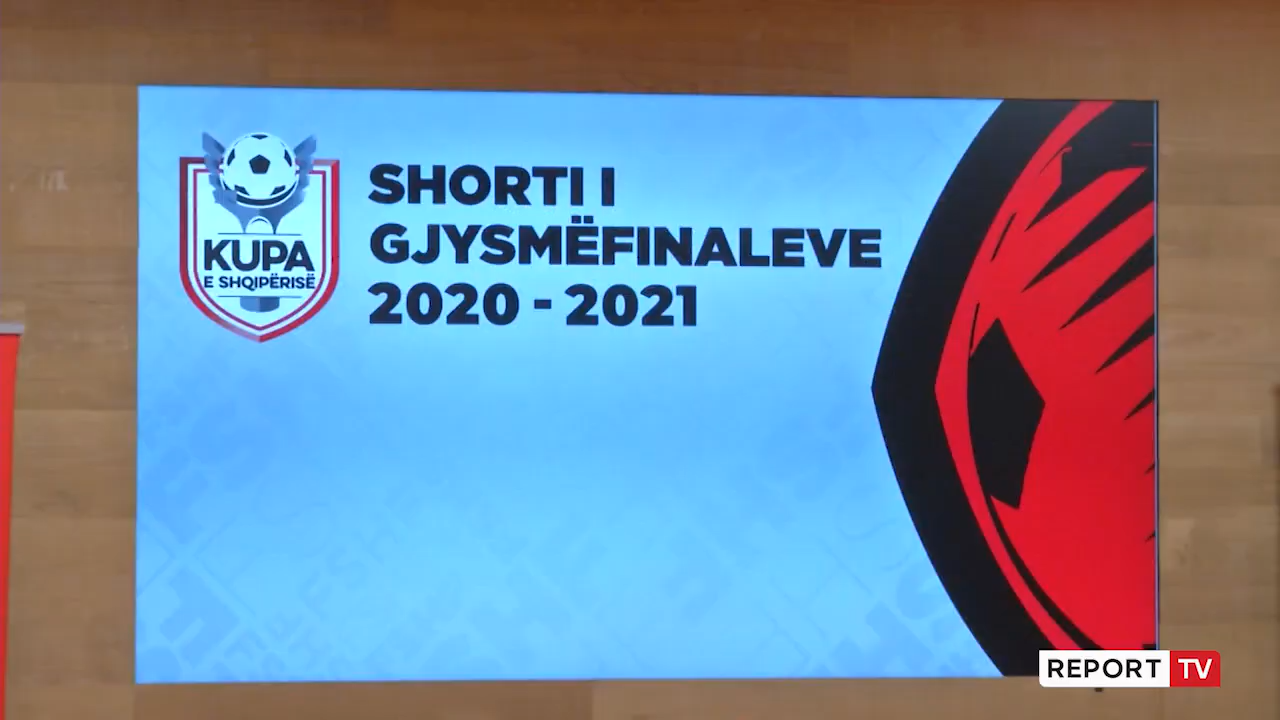 KUPA
E SHQIPËRISË
SHORTI I
GJYSMËFINALEVE
2020 - 2021
REPORT TV